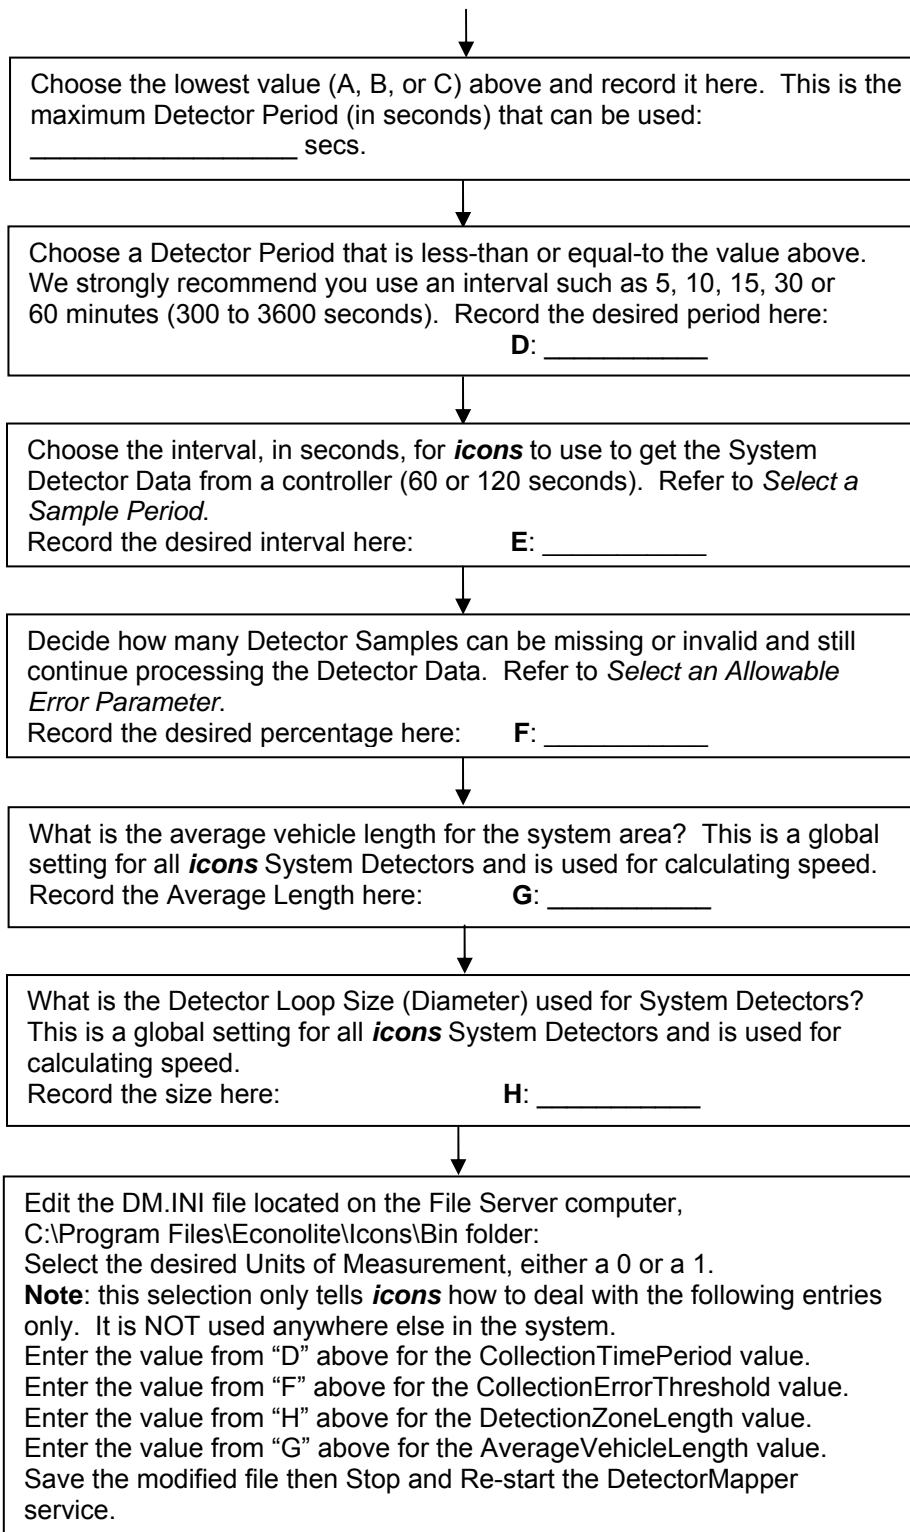 Choose the lowest value (A, B, or C) above and record it here.  This is the
maximum Detector Period (in seconds) that can be used:
__________________ secs.
Choose a Detector Period that is less-than or equal-to the value above.
We strongly recommend you use an interval such as 5, 10, 15, 30 or
60 minutes (300 to 3600 seconds).  Record the desired period here:
D: ___________
Choose the interval, in seconds, for icons to use to get the System
Detector Data from a controller (60 or 120 seconds).  Refer to Select a
Sample Period.
Record the desired interval here: E: ___________
Decide how many Detector Samples can be missing or invalid and still
continue processing the Detector Data.  Refer to Select an Allowable
Error Parameter.
Record the desired percentage here: F: ___________
What is the average vehicle length for the system area?  This is a global
setting for all icons System Detectors and is used for calculating speed.
Record the Average Length here: G: ___________
What is the Detector Loop Size (Diameter) used for System Detectors?
This is a global setting for all icons System Detectors and is used for
calculating speed.
Record the size here: H: ___________
Edit the DM.INI file located on the File Server computer,
C:\Program Files\Econolite\Icons\Bin folder:
Select the desired Units of Measurement, either a 0 or a 1.
Note: this selection only tells icons how to deal with the following entries
only.  It is NOT used anywhere else in the system.
Enter the value from “D” above for the CollectionTimePeriod value.
Enter the value from “F” above for the CollectionErrorThreshold value.
Enter the value from “H” above for the DetectionZoneLength value.
Enter the value from “G” above for the AverageVehicleLength value.
Save the modified file then Stop and Re-start the DetectorMapper
service.